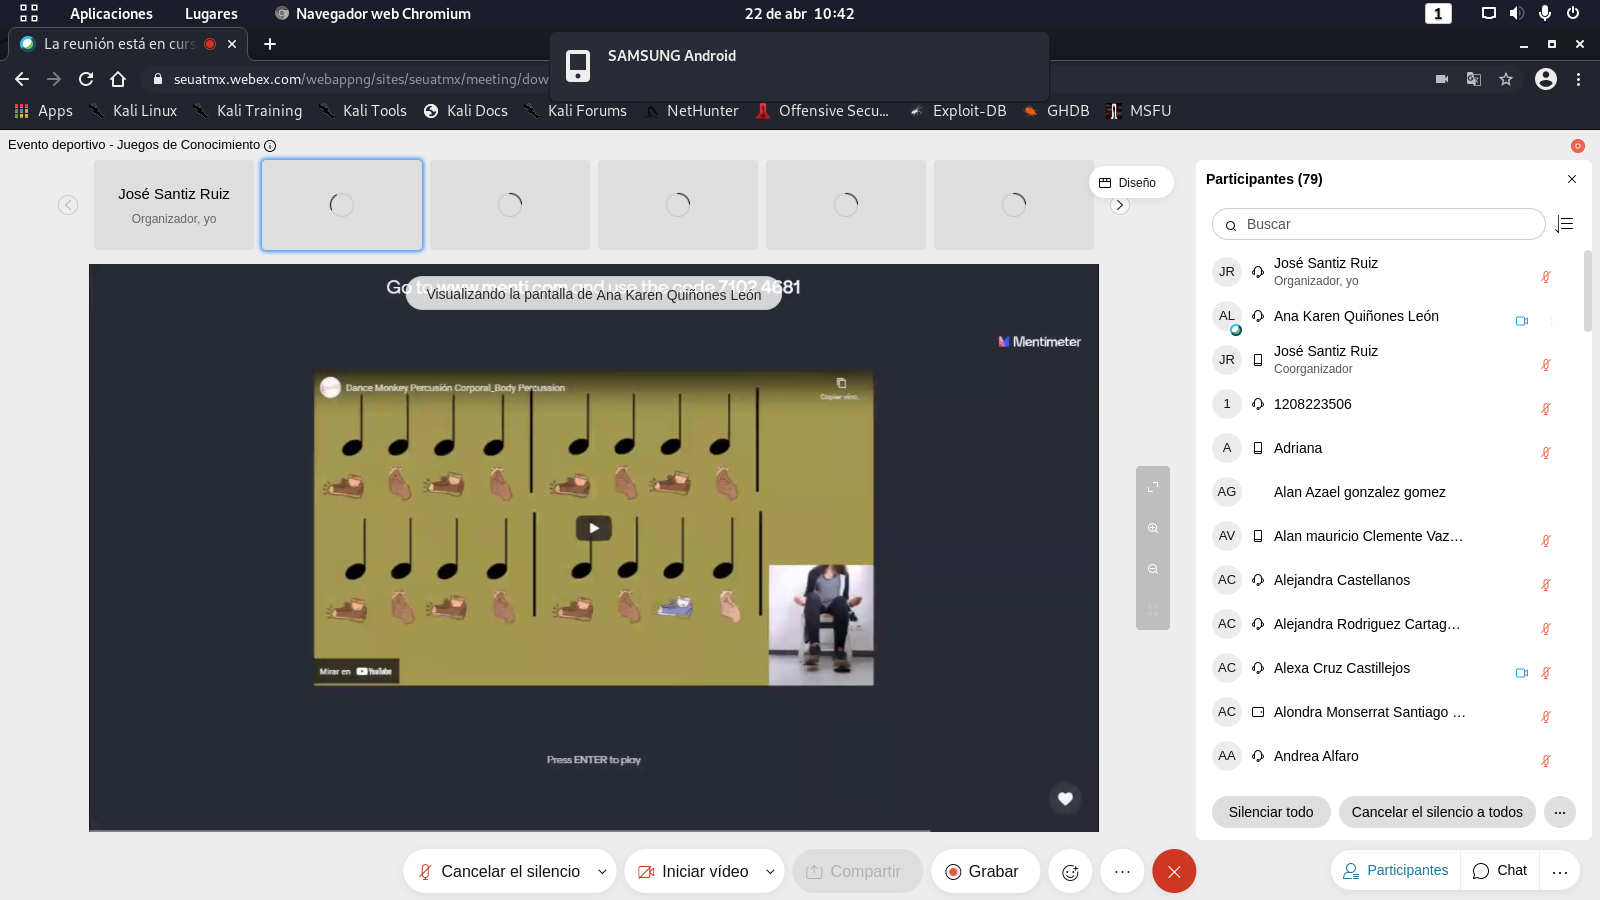 Aplicaciones Lugares Navegador web Chromium 22 de abr 10:42 1
La reunión está en curs
SAMSUNG Android
seuatmx.webex.com/webappng/sites/seuatmx/meeting/dow
Apps Kali Linux Kali Training Kali Tools Kali Docs Kali Forums NetHunter Offensive Secu... Exploit-DB GHDB MSFU
Evento deportivo - Juegos de Conocimiento
José Santiz Ruiz
Organizador, yo
Diseño
Go to www.menti.com and use the code 7102 4681
Visualizando la pantalla de Ana Karen Quiñones León
Mentimeter
Dance Monkey Percusión Corporal_Body Percussion
Copiar vínc...
Mirar en YouTube
Press ENTER to play
Participantes (79)
Buscar
JR José Santiz Ruiz
Organizador, yo
AL Ana Karen Quiñones León
JR José Santiz Ruiz
Coorganizador
1 1208223506
A Adriana
AG Alan Azael gonzalez gomez
AV Alan mauricio Clemente Vaz...
AC Alejandra Castellanos
AC Alejandra Rodriguez Cartag...
AC Alexa Cruz Castillejos
AC Alondra Monserrat Santiago ...
AA Andrea Alfaro
Silenciar todo Cancelar el silencio a todos ...
Cancelar el silencio Iniciar vídeo Compartir Grabar ... Participantes Chat ...